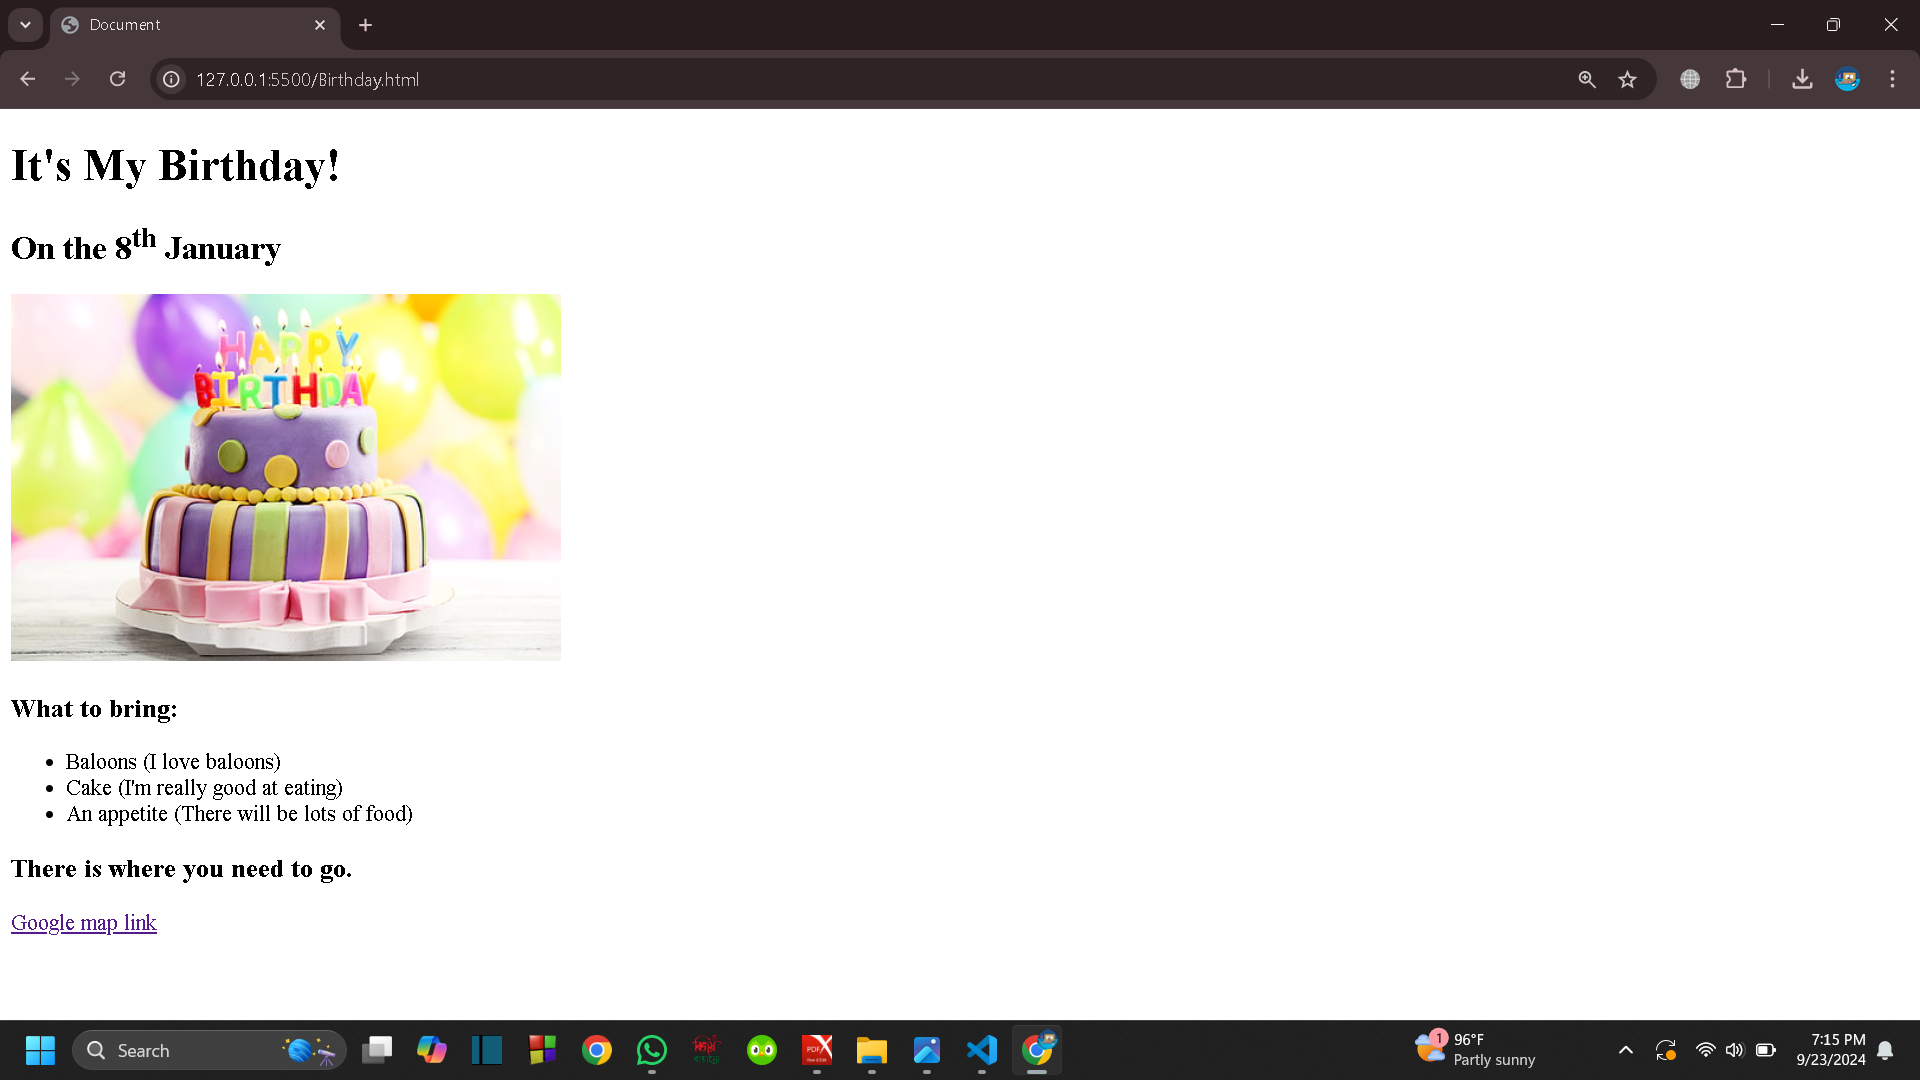 Document
127.0.0.1:5500/Birthday.html
It's My Birthday!
On the 8th January
HAPPY
BIRTHDAY
What to bring:
Baloons (I love baloons)
Cake (I'm really good at eating)
An appetite (There will be lots of food)
There is where you need to go.
Google map link
Search
PDF
1
96°F
Partly sunny
7:15 PM
9/23/2024